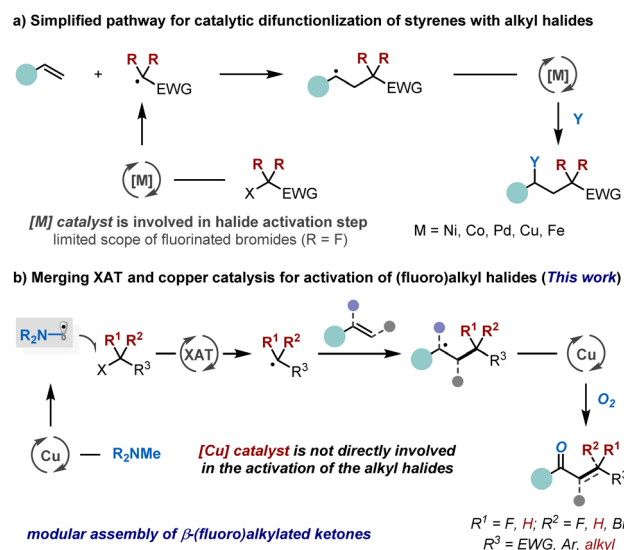 a) Simplified pathway for catalytic difunctionlization of styrenes with alkyl halides
R R
+
EWG
R R
EWG
[M]
Y
[M]
R R
X
EWG
Y
R R
EWG
[M] catalyst is involved in halide activation step
limited scope of fluorinated bromides (R = F)
M = Ni, Co, Pd, Cu, Fe
b) Merging XAT and copper catalysis for activation of (fluoro)alkyl halides (This work)
R₂N
R¹ R²
X
R³
XAT
R¹ R²
R³
R¹ R²
R³
Cu
O₂
Cu
R₂NMe
[Cu] catalyst is not directly involved
in the activation of the alkyl halides
O
R² R¹
modular assembly of β-(fluoro)alkylated ketones
R¹ = F, H; R² = F, H,
R³ = EWG, Ar, alkyl